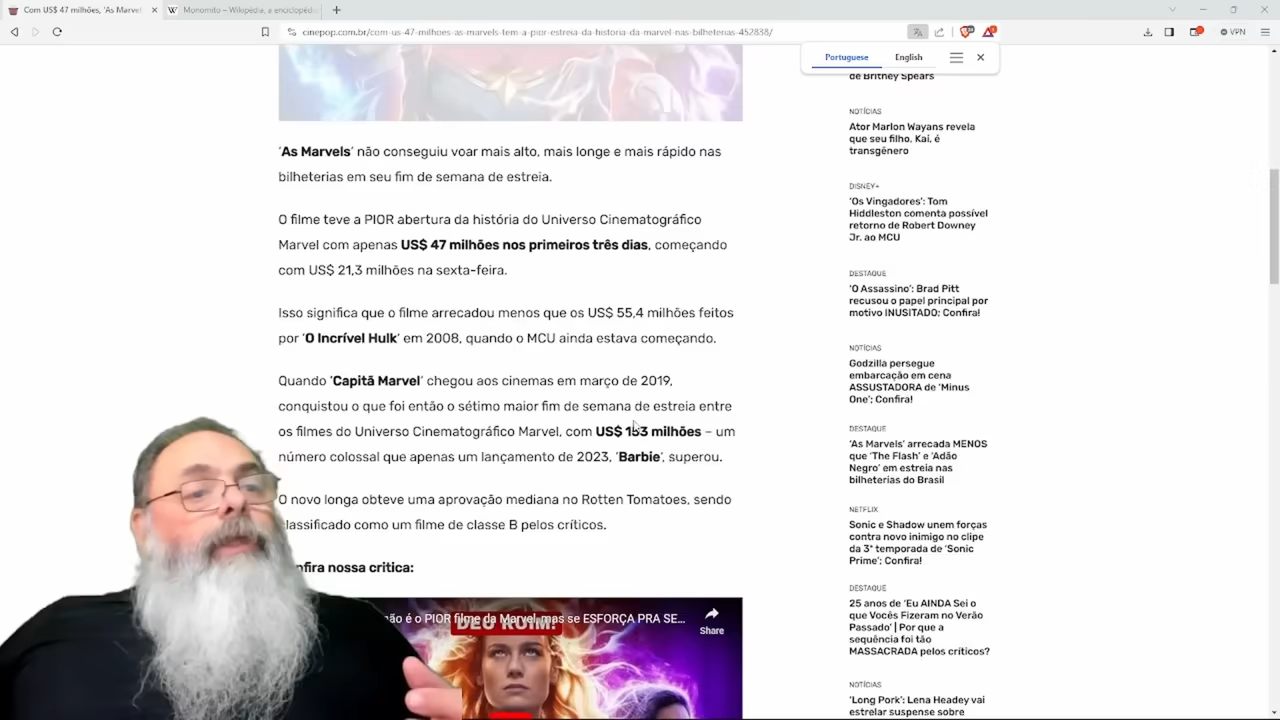 Com US$ 47 milhões, 'As Marvel
Monomito – Wikipédia, a encicloped
cinepop.com.br/com-us-47-milhoes-as-marvels-tem-a-pior-estreia-da-historia-da-marvel-nas-bilheterias-452838/
VPN
Portuguese
English
de Britney Spears
'As Marvels' não conseguiu voar mais alto, mais longe e mais rápido nas
bilheterias em seu fim de semana de estreia.
O filme teve a PIOR abertura da história do Universo Cinematográfico
Marvel com apenas US$ 47 milhões nos primeiros três dias, começando
com US$ 21,3 milhões na sexta-feira.
Isso significa que o filme arrecadou menos que os US$ 55,4 milhões feitos
por 'O Incrível Hulk' em 2008, quando o MCU ainda estava começando.
Quando 'Capitã Marvel' chegou aos cinemas em março de 2019,
conquistou o que foi então o sétimo maior fim de semana de estreia entre
os filmes do Universo Cinematográfico Marvel, com US$ 153 milhões – um
número colossal que apenas um lançamento de 2023, 'Barbie', superou.
O novo longa obteve uma aprovação mediana no Rotten Tomatoes, sendo
classificado como um filme de classe B pelos críticos.
nfira nossa crítica:
não é o PIOR filme da Marvel, mas se ESFORÇA PRA SE...
Share
NOTÍCIAS
Ator Marlon Wayans revela
que seu filho, Kai, é
transgênero
DISNEY+
'Os Vingadores': Tom
Hiddleston comenta possível
retorno de Robert Downey
Jr. ao MCU
DESTAQUE
'O Assassino': Brad Pitt
recusou o papel principal por
motivo INUSITADO; Confira!
NOTÍCIAS
Godzilla persegue
embarcação em cena
ASSUSTADORA de 'Minus
One'; Confira!
DESTAQUE
'As Marvels' arrecada MENOS
que 'The Flash' e 'Adão
Negro' em estreia nas
bilheterias do Brasil
NETFLIX
Sonic e Shadow unem forças
contra novo inimigo no clipe
da 3ª temporada de 'Sonic
Prime'; Confira!
DESTAQUE
25 anos de 'Eu AINDA Sei o
que Vocês Fizeram no Verão
Passado' | Por que a
sequência foi tão
MASSACRADA pelos críticos?
NOTÍCIAS
'Long Pork': Lena Headey vai
estrelar suspense sobre